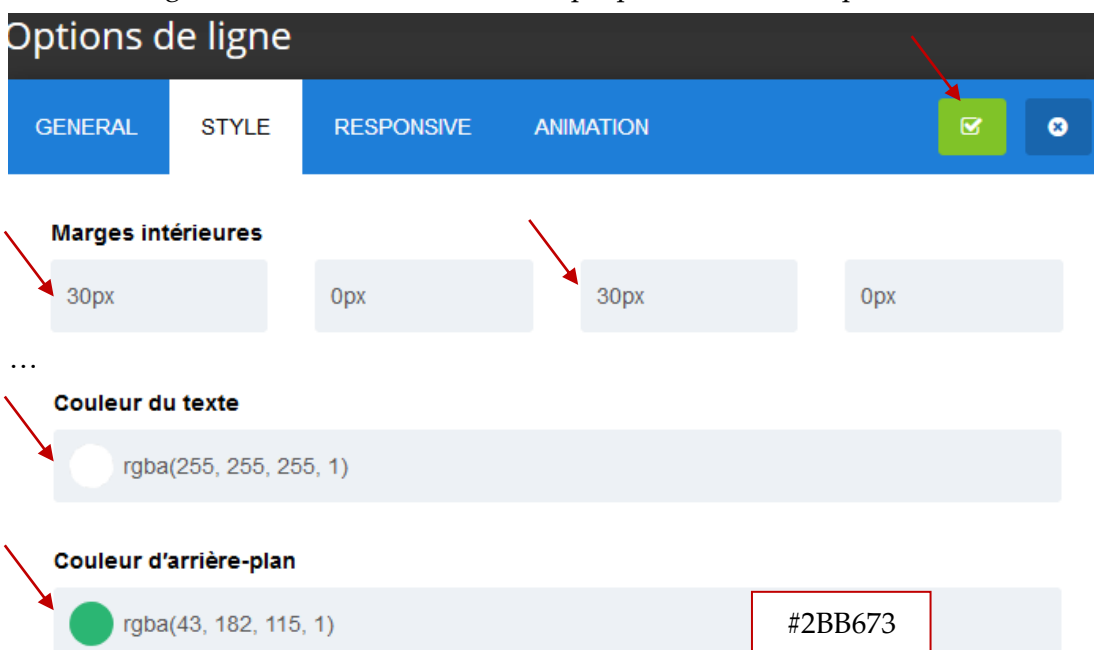 Options de ligne
GENERAL STYLE RESPONSIVE ANIMATION
Marges intérieures
30px 0px 30px 0px
…
Couleur du texte
rgba(255, 255, 255, 1)
Couleur d'arrière-plan
rgba(43, 182, 115, 1) #2BB673